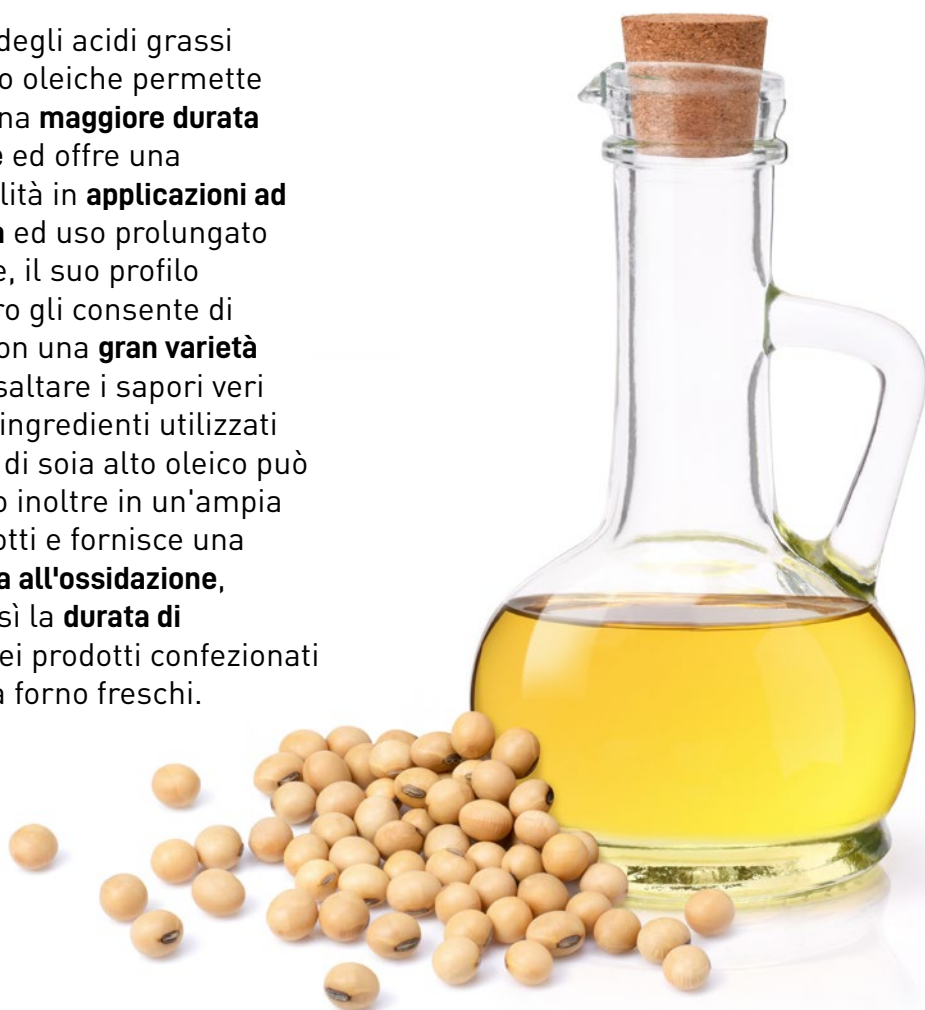 degli acidi grassi
o oleiche permette
na maggiore durata
e ed offre una
lità in applicazioni ad
a ed uso prolungato
e, il suo profilo
ro gli consente di
on una gran varietà
saltare i sapori veri
ingredienti utilizzati
di soia alto oleico può
o inoltre in un'ampia
otti e fornisce una
a all'ossidazione,
sì la durata di
ei prodotti confezionati
a forno freschi.